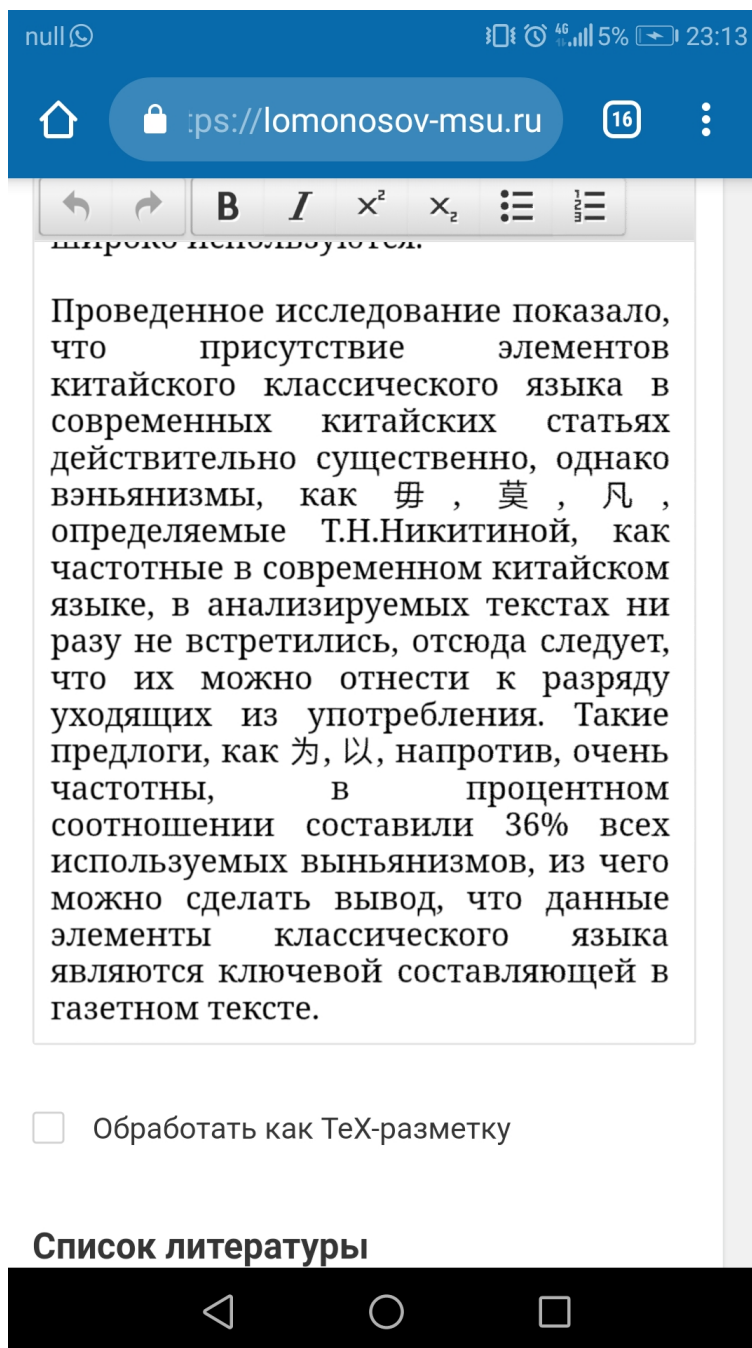 null
4G 5% 23:13
tps://lomonosov-msu.ru
16
B I x² x₂
широко используются.
Проведенное исследование показало,
что присутствие элементов
китайского классического языка в
современных китайских статьях
действительно существенно, однако
вэньянизмы, как 毋 , 莫 , 凡 ,
определяемые Т.Н.Никитиной, как
частотные в современном китайском
языке, в анализируемых текстах ни
разу не встретились, отсюда следует,
что их можно отнести к разряду
уходящих из употребления. Такие
предлоги, как 为, 以, напротив, очень
частотны, в процентном
соотношении составили 36% всех
используемых выньянизмов, из чего
можно сделать вывод, что данные
элементы классического языка
являются ключевой составляющей в
газетном тексте.
Обработать как TeX-разметку
Список литературы